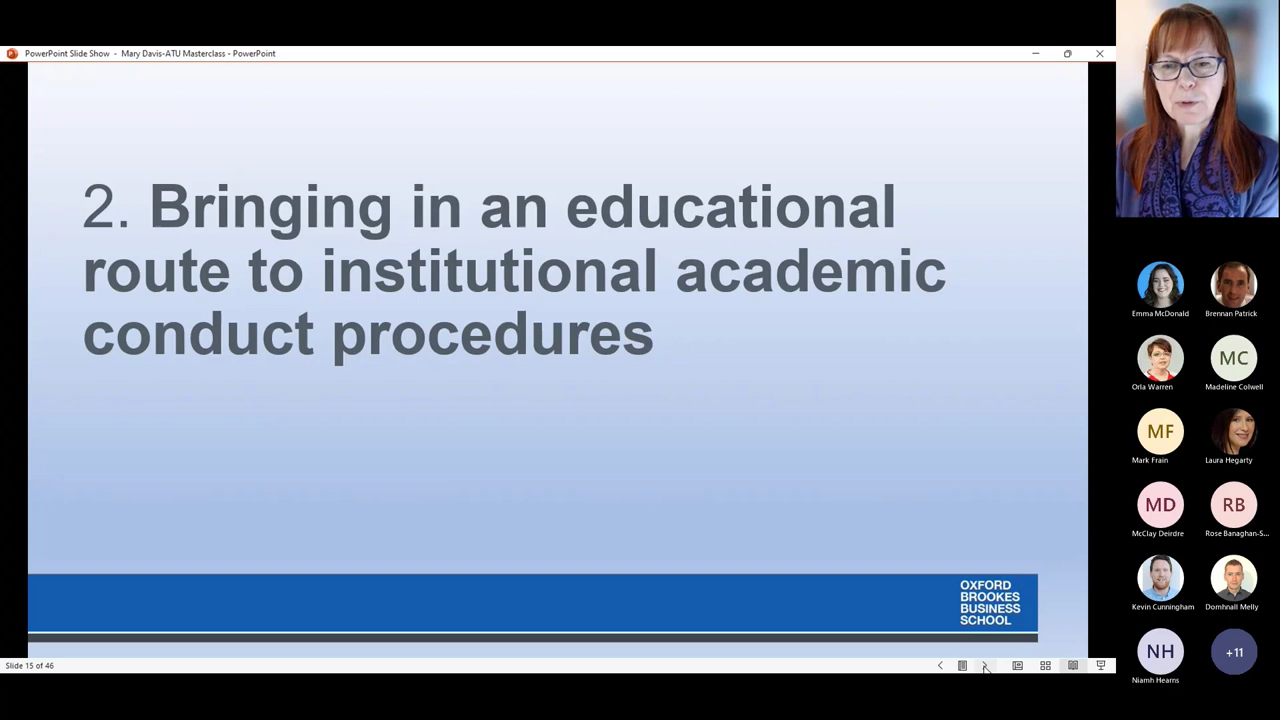 PowerPoint Slide Show - Mary Davis-ATU Masterclass - PowerPoint
2. Bringing in an educational
route to institutional academic
conduct procedures
OXFORD
BROOKES
BUSINESS
SCHOOL
Slide 15 of 46
Emma McDonald
Brennan Patrick
Orla Warren
MC
Madeline Colwell
MF
Mark Frain
Laura Hegarty
MD
McClay Deirdre
RB
Rose Banaghan-S...
Kevin Cunningham
Domhnall Melly
NH
Niamh Hearns
+11